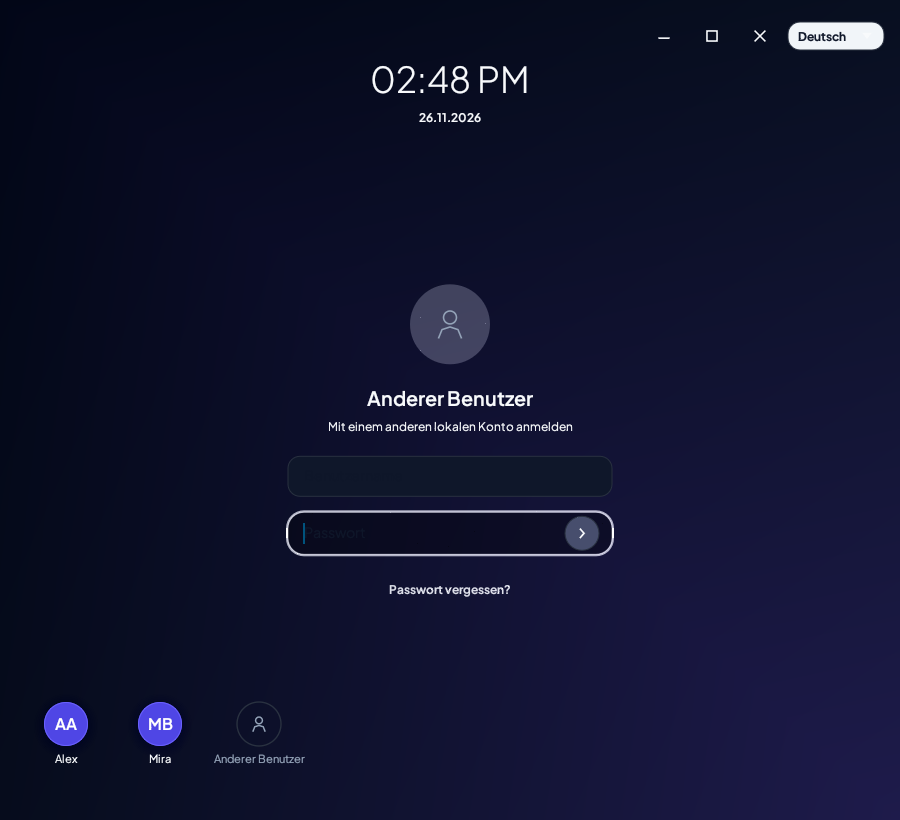 Deutsch
02:48 PM
26.11.2026
Anderer Benutzer
Mit einem anderen lokalen Konto anmelden
Passwort
Passwort vergessen?
AA
MB
Alex
Mira
Anderer Benutzer